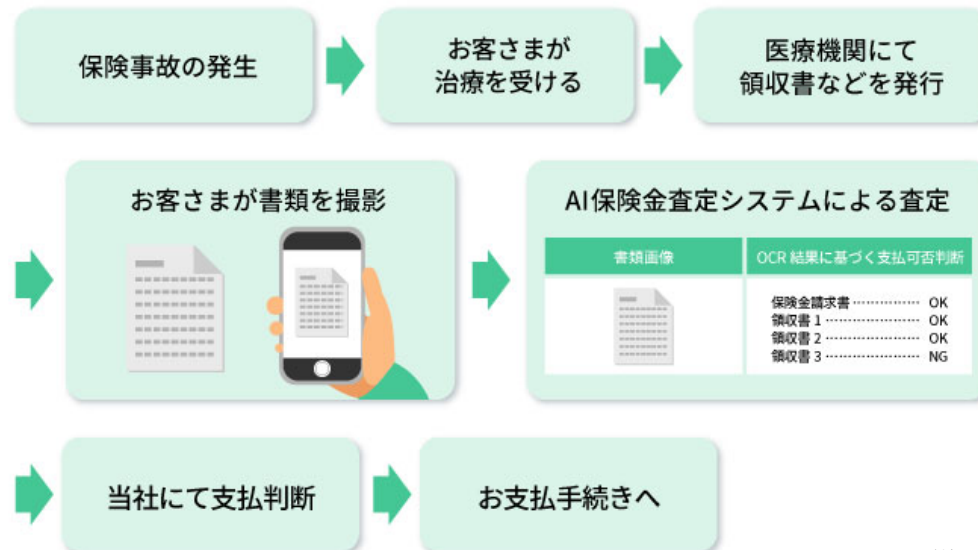 保険事故の発生
お客さまが
治療を受ける
医療機関にて
領収書などを発行
お客さまが書類を撮影
AI保険金査定システムによる査定
書類画像
OCR 結果に基づく支払可否判断
保険金請求書 ················ OK
領収書 1 ······················ OK
領収書 2 ······················ OK
領収書 3 ······················ NG
当社にて支払判断
お支払手続きへ